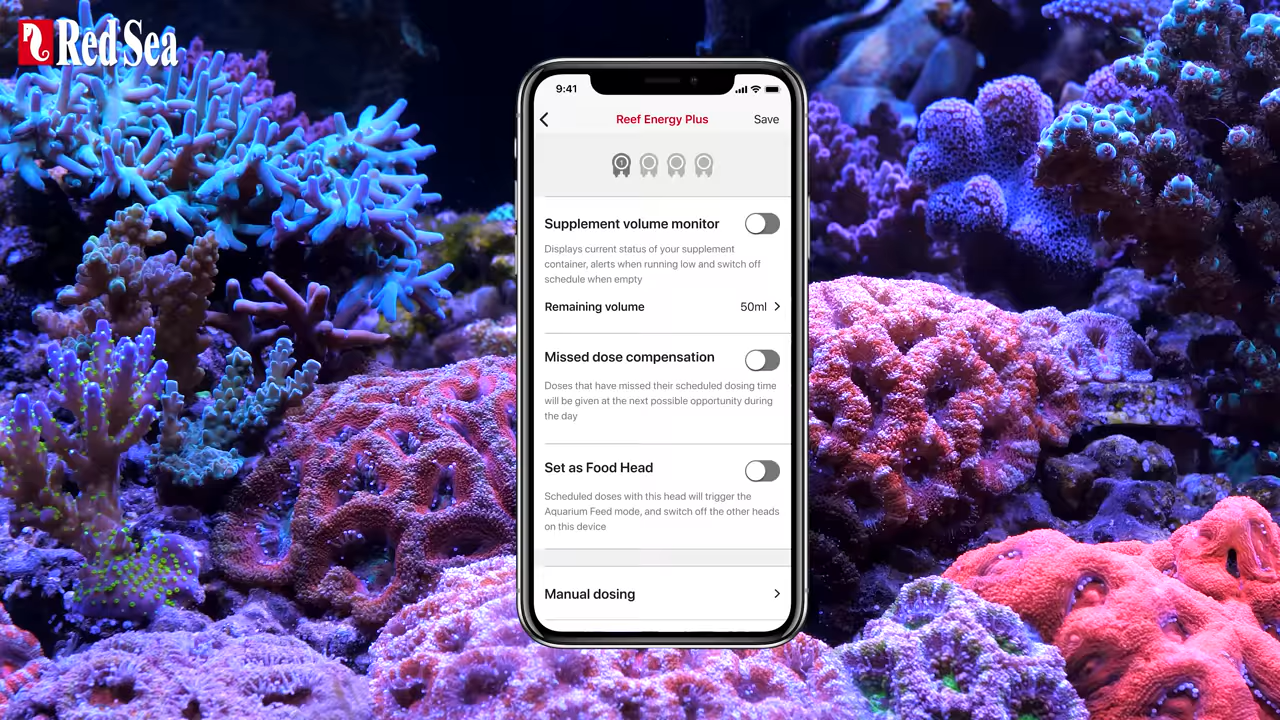 Red Sea
9:41
Reef Energy Plus
Save
1
Supplement volume monitor
Displays current status of your supplement
container, alerts when running low and switch off
schedule when empty
Remaining volume
50ml
Missed dose compensation
Doses that have missed their scheduled dosing time
will be given at the next possible opportunity during
the day
Set as Food Head
Scheduled doses with this head will trigger the
Aquarium Feed mode, and switch off the other heads
on this device
Manual dosing